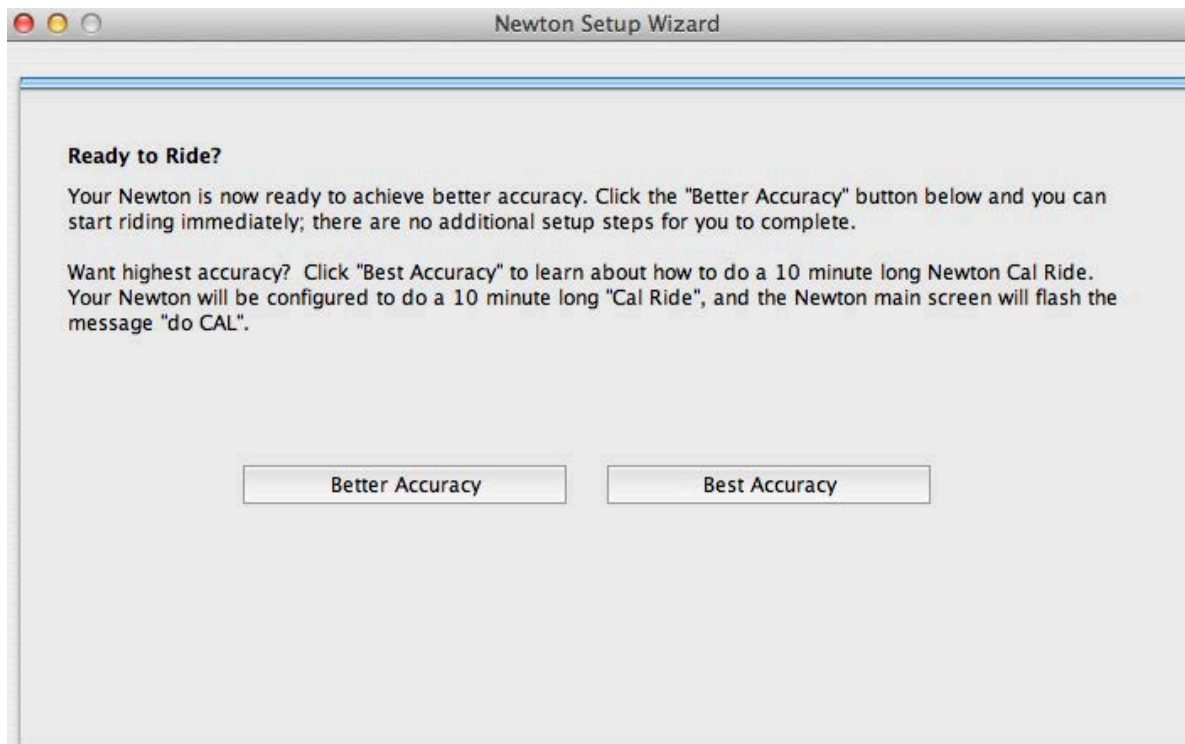 Newton Setup Wizard
Ready to Ride?
Your Newton is now ready to achieve better accuracy. Click the "Better Accuracy" button below and you can
start riding immediately; there are no additional setup steps for you to complete.
Want highest accuracy?  Click "Best Accuracy" to learn about how to do a 10 minute long Newton Cal Ride.
Your Newton will be configured to do a 10 minute long "Cal Ride", and the Newton main screen will flash the
message "do CAL".
Better Accuracy
Best Accuracy